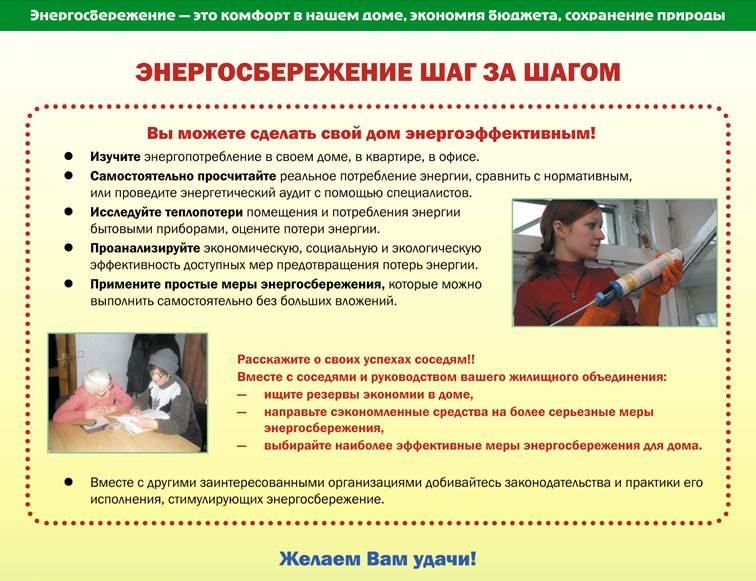 Энергосбережение — это комфорт в нашем доме, экономия бюджета, сохранение природы
ЭНЕРГОСБЕРЕЖЕНИЕ ШАГ ЗА ШАГОМ
Вы можете сделать свой дом энергоэффективным!
● Изучите энергопотребление в своем доме, в квартире, в офисе.
● Самостоятельно просчитайте реальное потребление энергии, сравнить с нормативным,
или проведите энергетический аудит с помощью специалистов.
● Исследуйте теплопотери помещения и потребления энергии
бытовыми приборами, оцените потери энергии.
● Проанализируйте экономическую, социальную и экологическую
эффективность доступных мер предотвращения потерь энергии.
● Примените простые меры энергосбережения, которые можно
выполнить самостоятельно без больших вложений.
Расскажите о своих успехах соседям!!
Вместе с соседями и руководством вашего жилищного объединения:
— ищите резервы экономии в доме,
— направьте сэкономленные средства на более серьезные меры
энергосбережения,
— выбирайте наиболее эффективные меры энергосбережения для дома.
● Вместе с другими заинтересованными организациями добивайтесь законодательства и практики его
исполнения, стимулирующих энергосбережение.
Желаем Вам удачи!